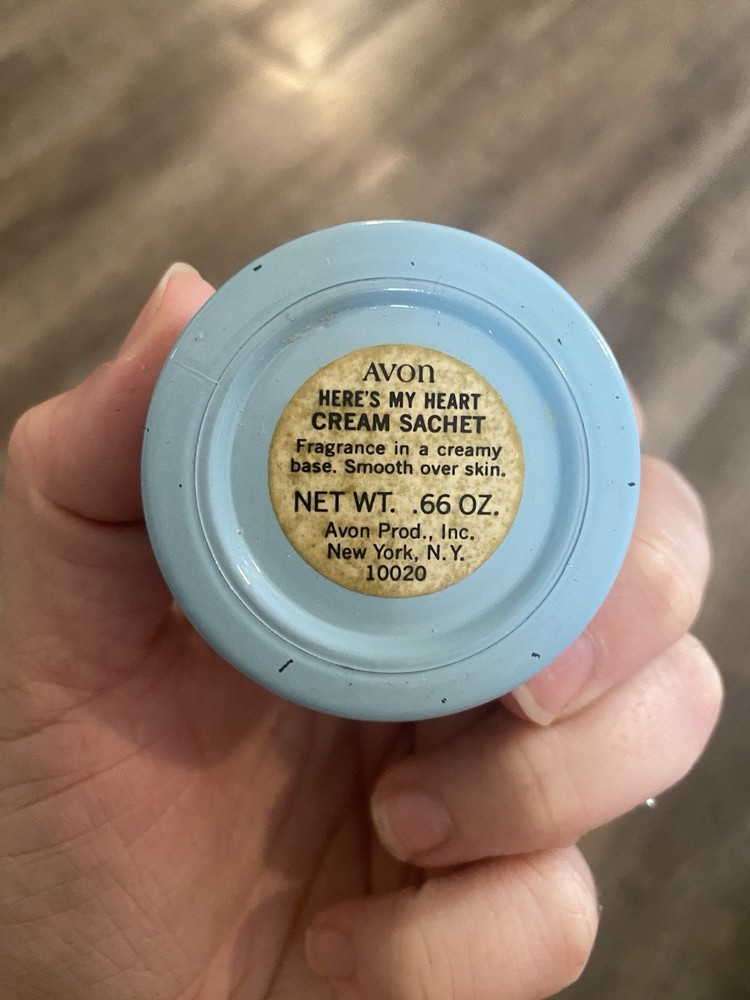 AVON
HERE'S MY HEART
CREAM SACHET
Fragrance in a creamy
base. Smooth over skin.
NET WT. .66 OZ.
Avon Prod., Inc.
New York, N.Y.
10020